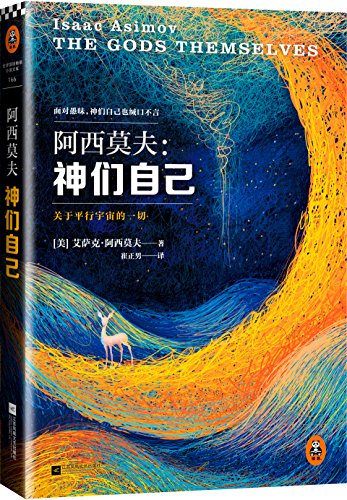 Isaac Asimov
THE GODS THEMSELVES
面对愚昧，神们自己也缄口不言
阿西莫夫：
神们自己
关于平行宇宙的一切
[美] 艾萨克·阿西莫夫——著
崔正男——译
166
阿西莫夫
神们自己